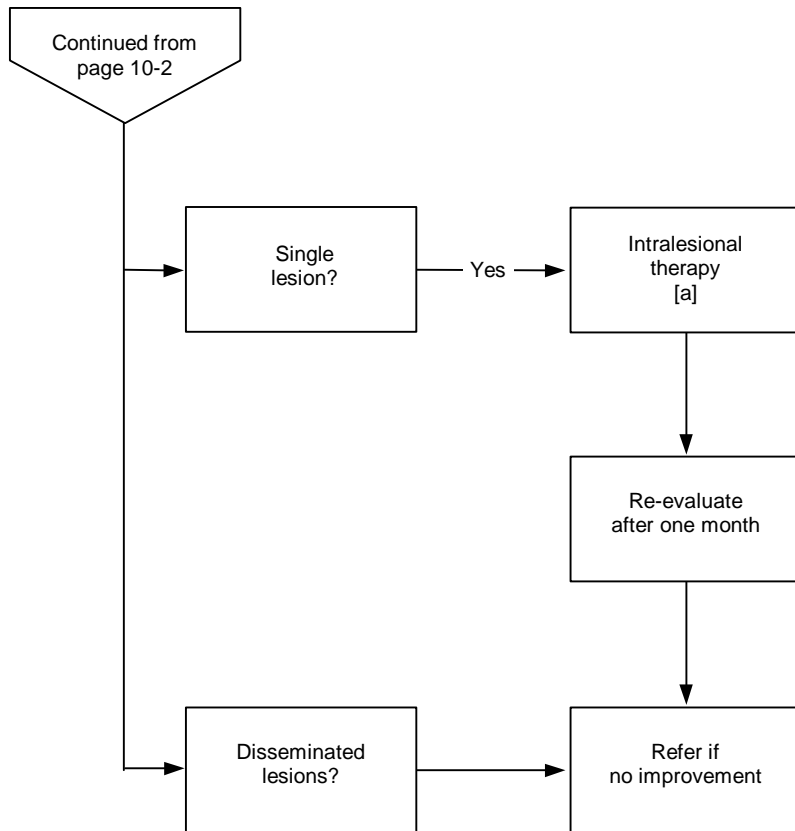 Continued from
page 10-2
Single
lesion?
Yes
Intralesional
therapy
[a]
Re-evaluate
after one month
Disseminated
lesions?
Refer if
no improvement